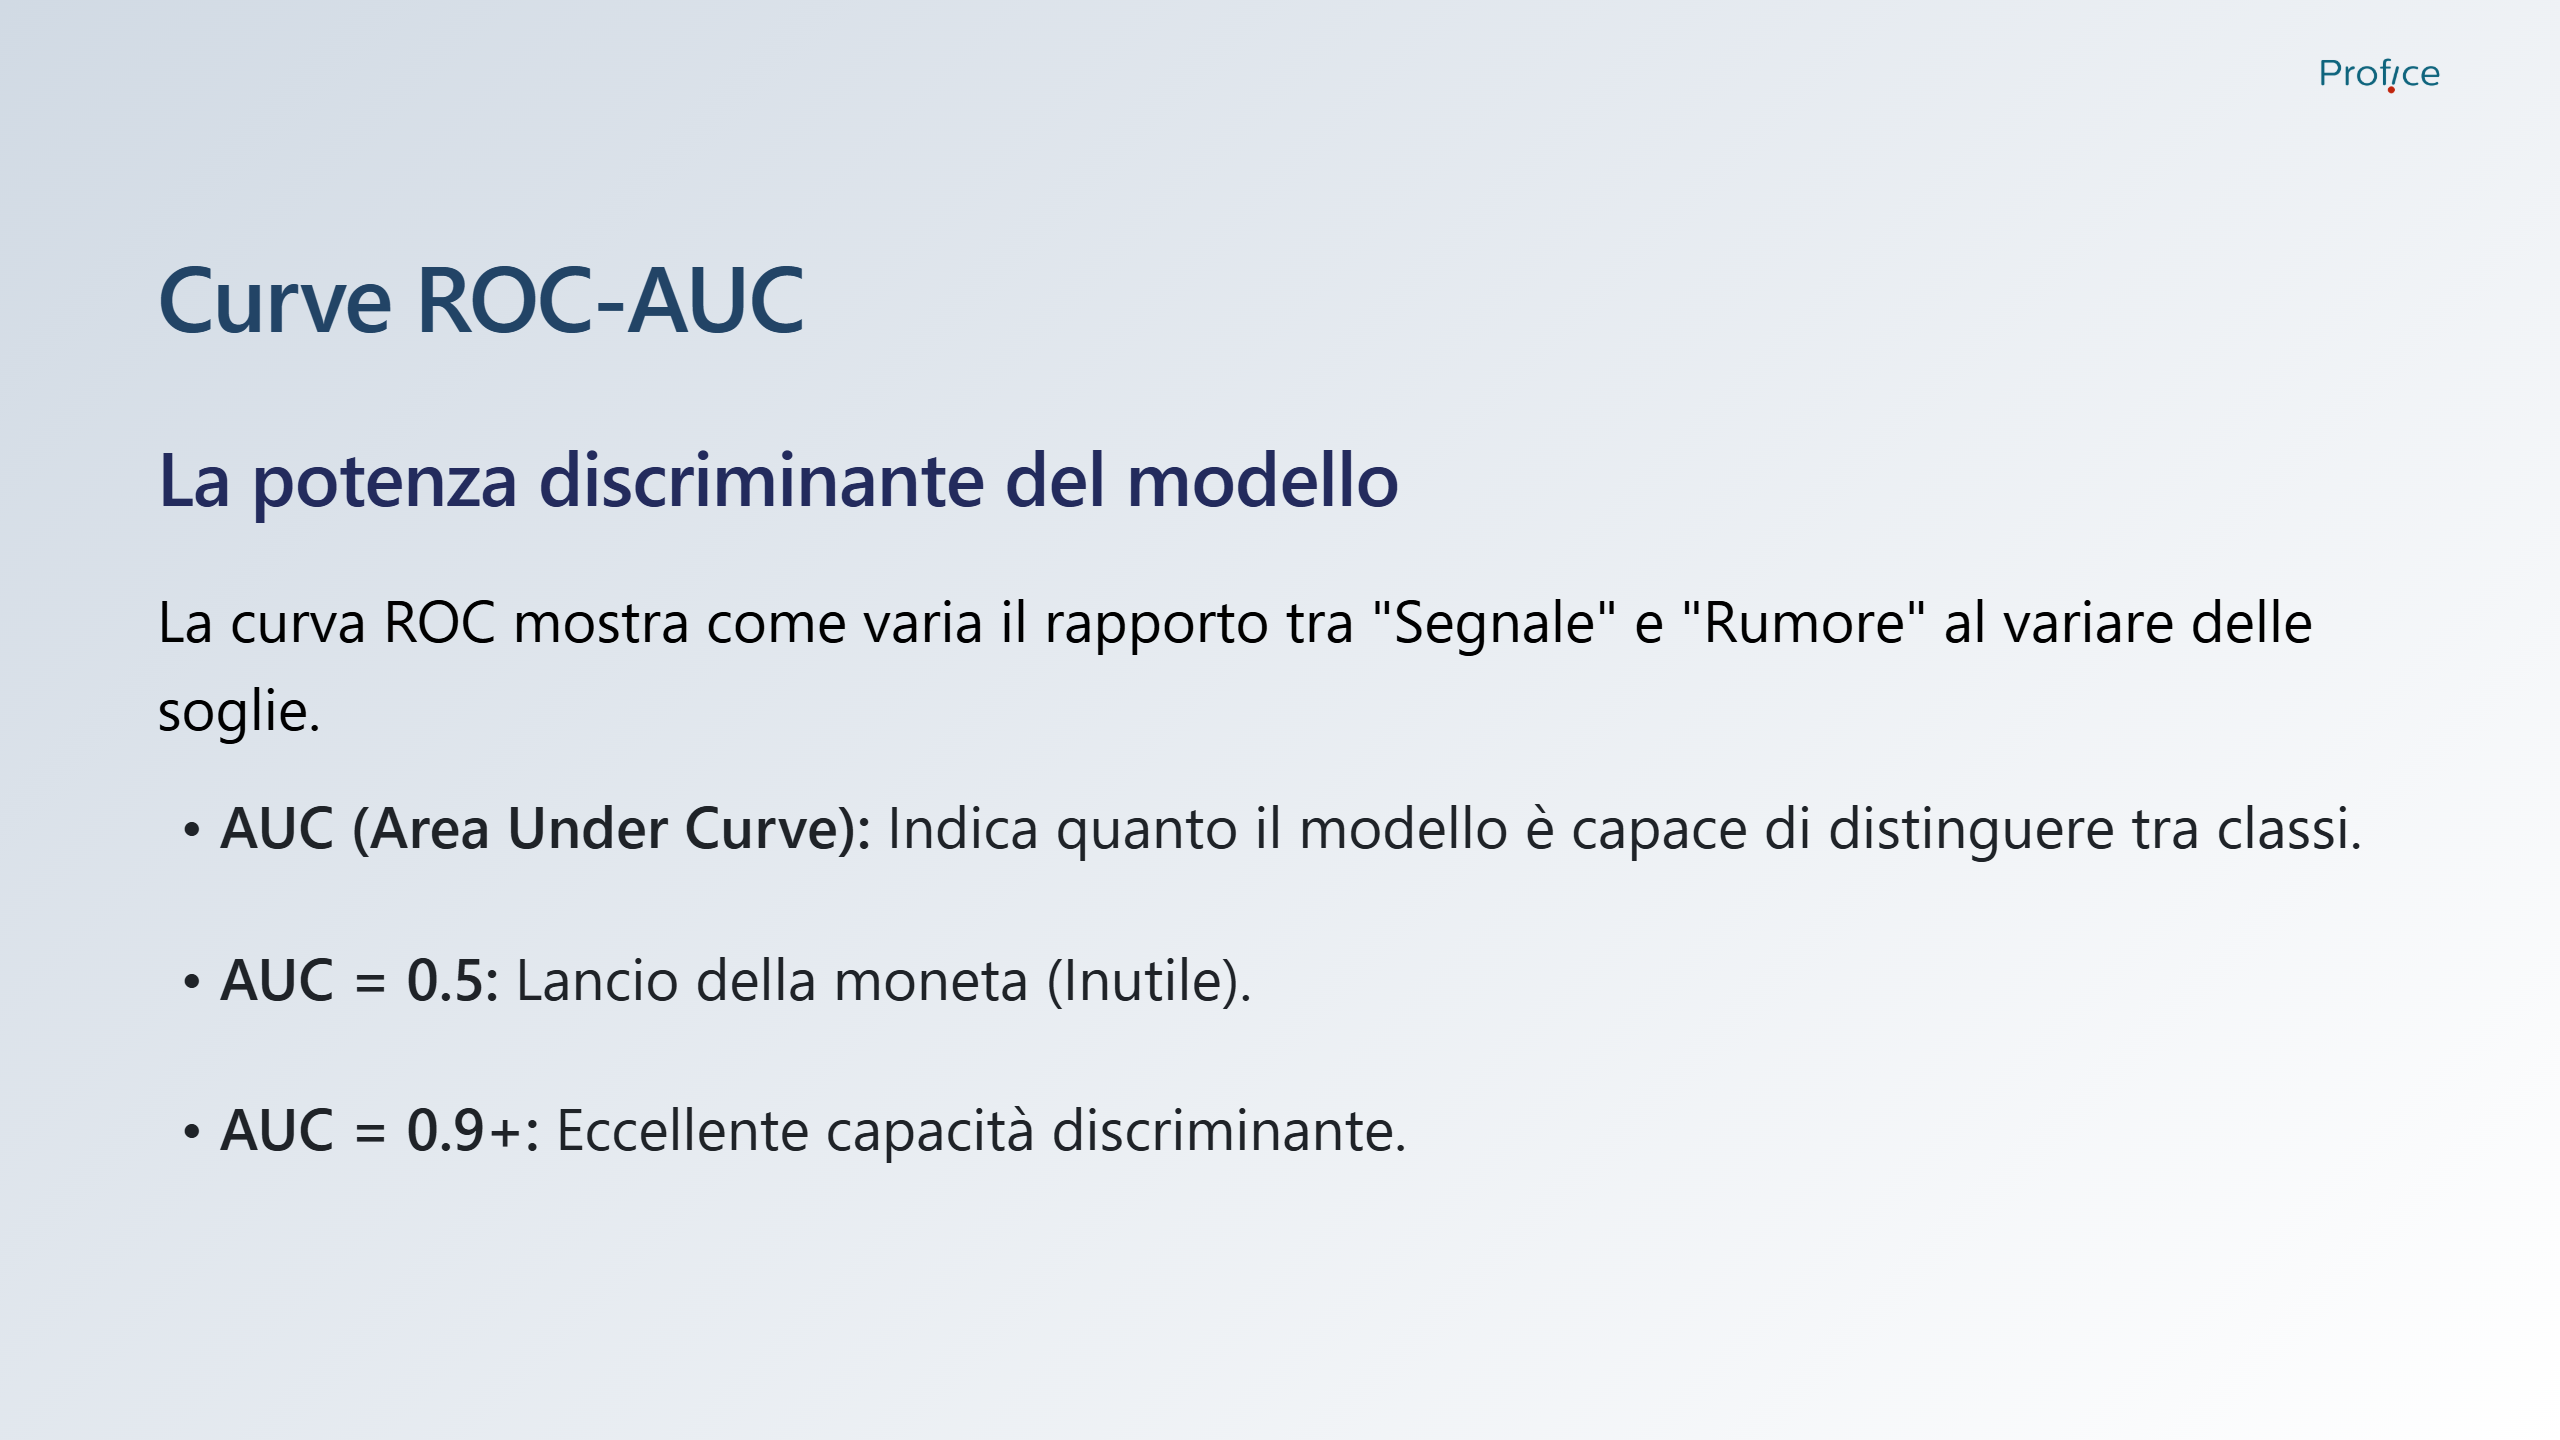 Profice
Curve ROC-AUC
La potenza discriminante del modello
La curva ROC mostra come varia il rapporto tra "Segnale" e "Rumore" al variare delle
soglie.
• AUC (Area Under Curve): Indica quanto il modello è capace di distinguere tra classi.
• AUC = 0.5: Lancio della moneta (Inutile).
• AUC = 0.9+: Eccellente capacità discriminante.